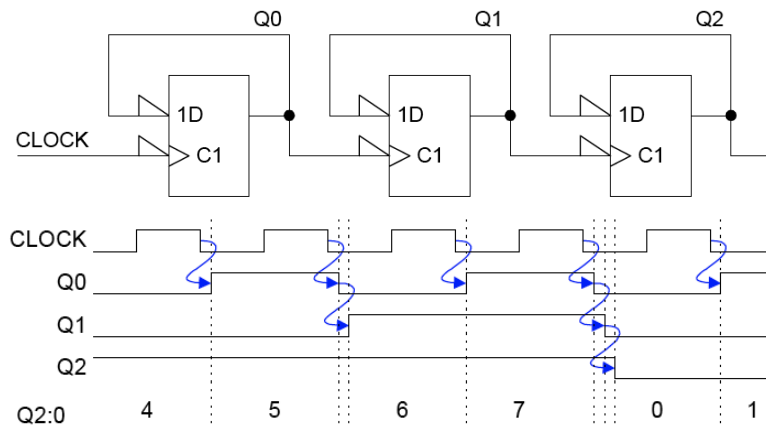 Q0 Q1 Q2
1D 1D 1D
CLOCK
C1 C1 C1
CLOCK
Q0
Q1
Q2
Q2:0 4 5 6 7 0 1